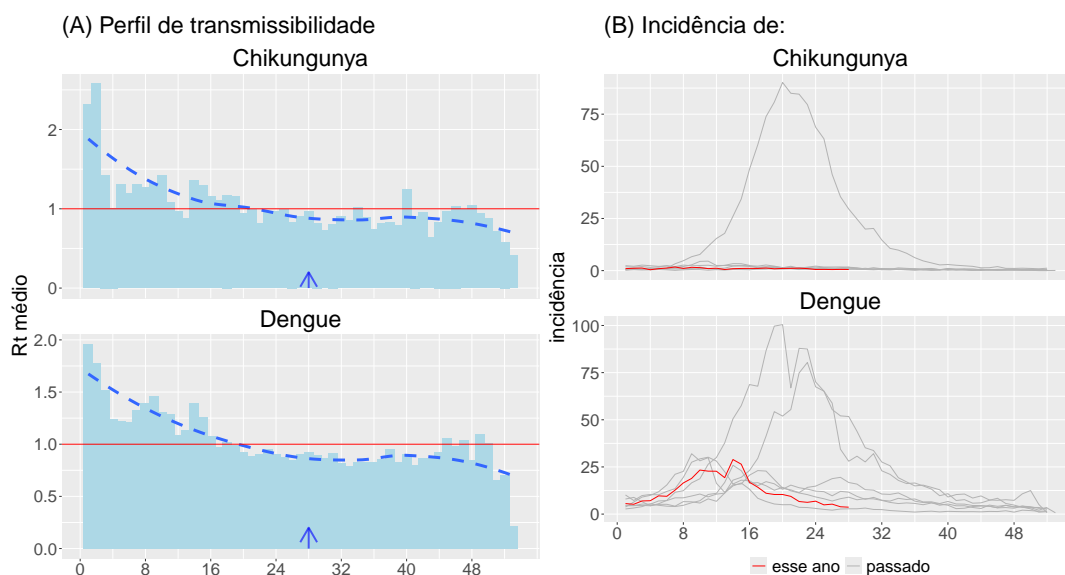 (A) Perfil de transmissibilidade
Chikungunya
2
1
0
Dengue
2.0
1.5
1.0
0.5
0.0
Rt médio
0 8 16 24 32 40 48
(B) Incidência de:
Chikungunya
75
50
25
0
Dengue
100
75
50
25
0
incidência
0 8 16 24 32 40 48
esse ano passado